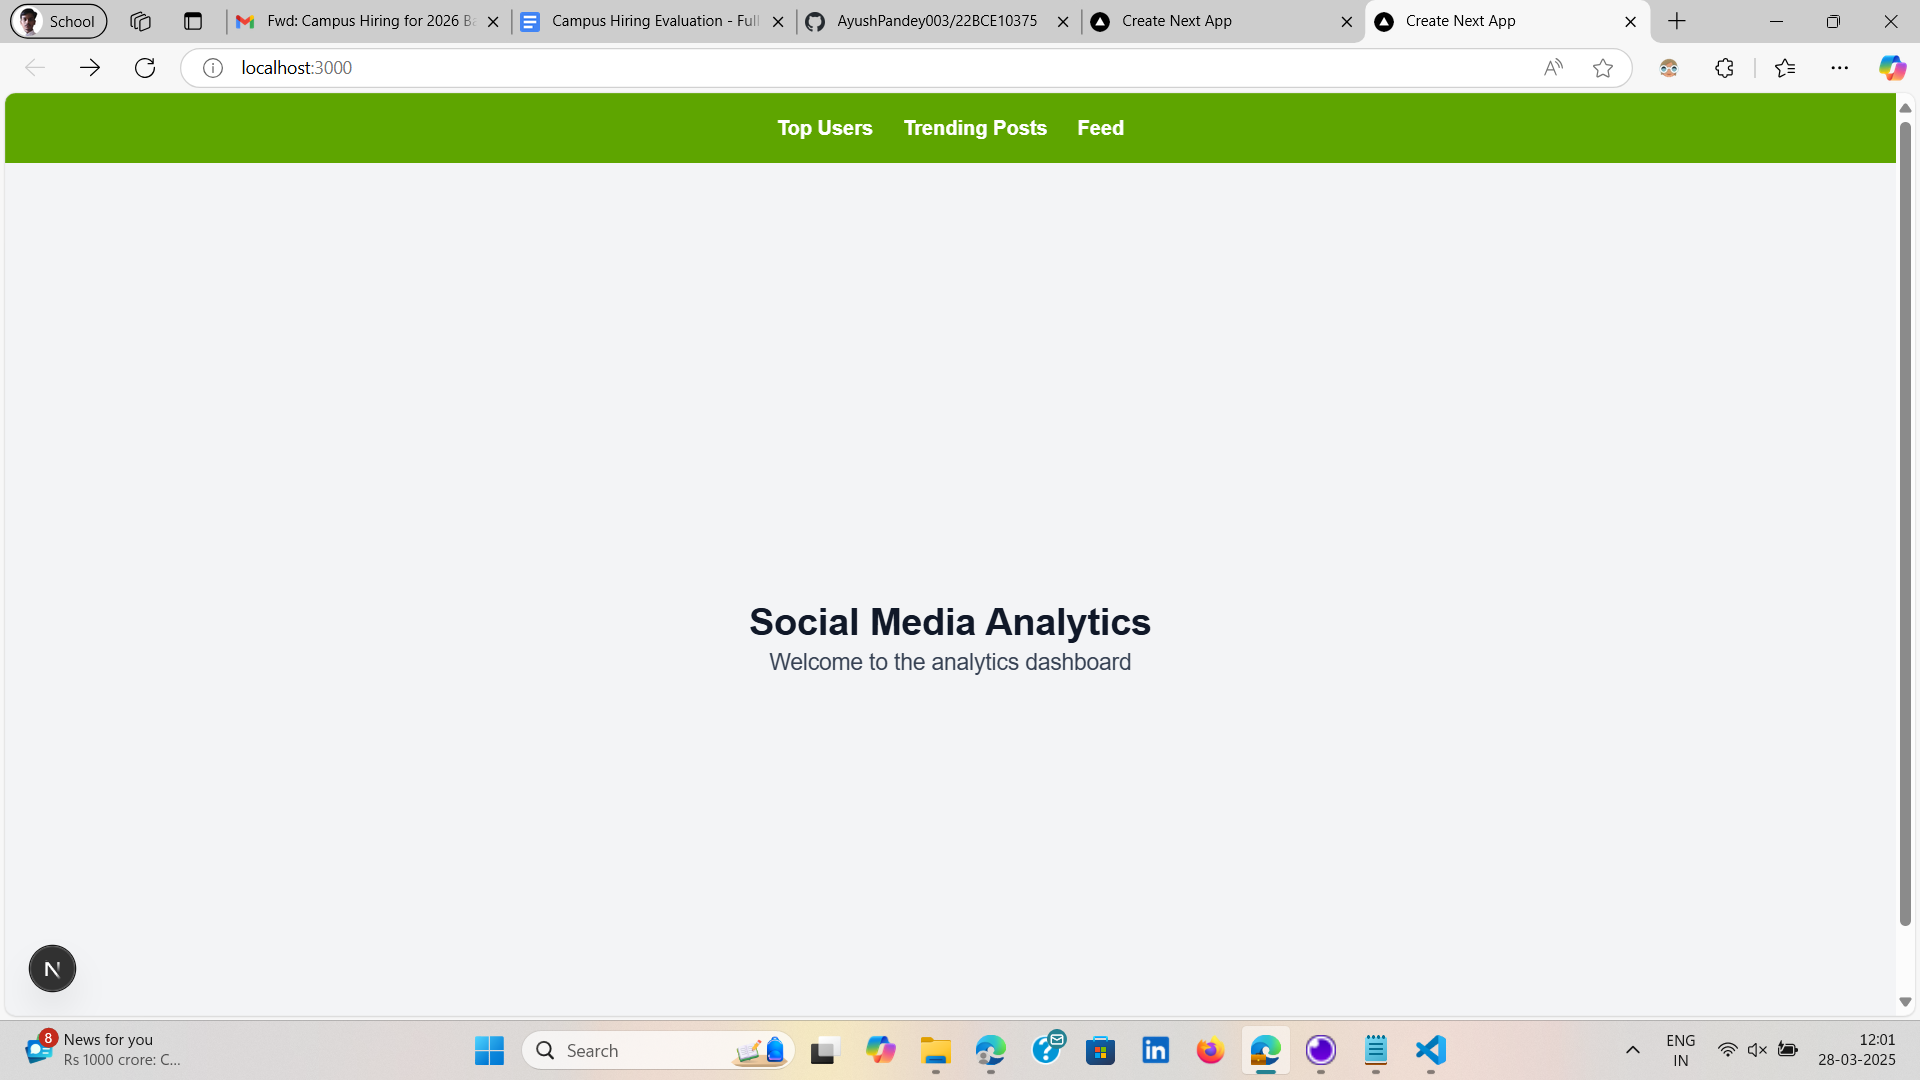 School
Fwd: Campus Hiring for 2026 Ba
Campus Hiring Evaluation - Full
AyushPandey003/22BCE10375
Create Next App
Create Next App
localhost:3000
Top Users Trending Posts Feed
Social Media Analytics
Welcome to the analytics dashboard
N
8
News for you
Rs 1000 crore: C...
Search
ENG
IN
12:01
28-03-2025